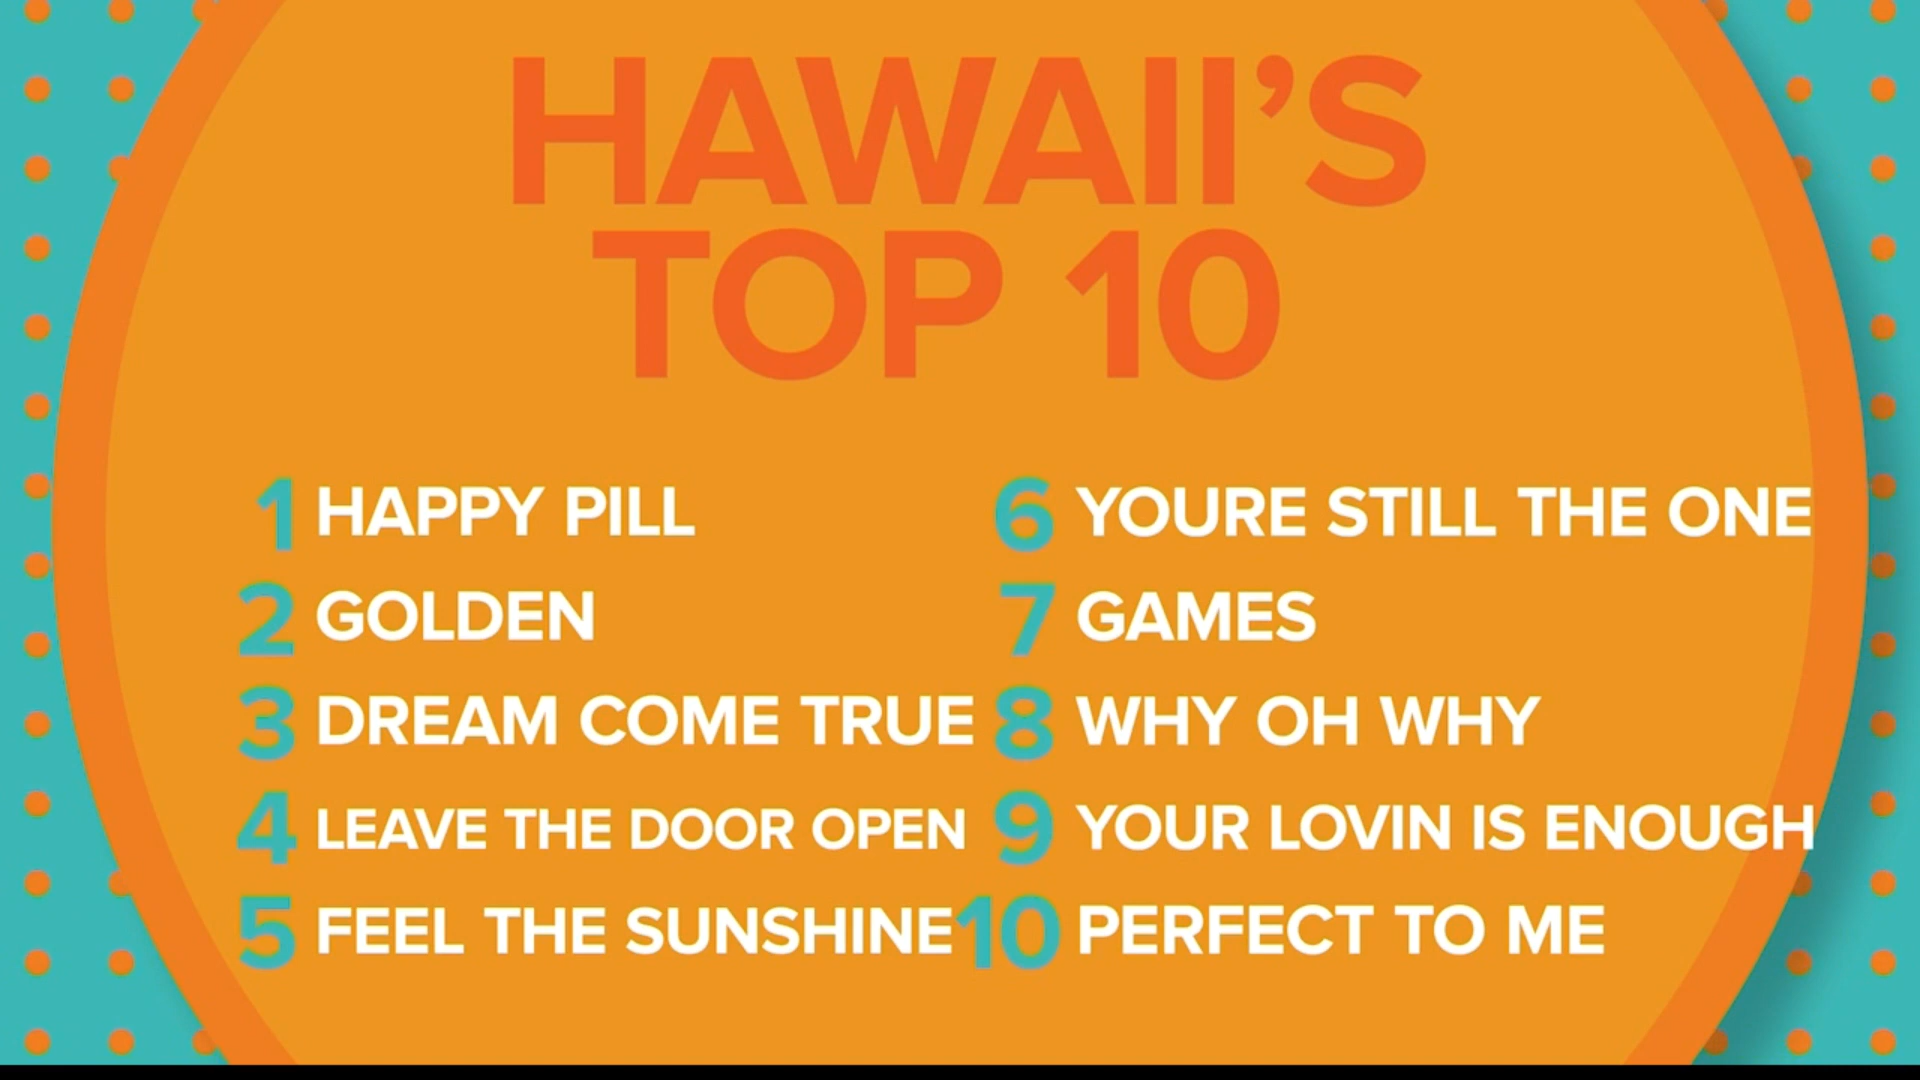 HAWAII'S
TOP 10
1 HAPPY PILL
2 GOLDEN
3 DREAM COME TRUE
4 LEAVE THE DOOR OPEN
5 FEEL THE SUNSHINE
6 YOURE STILL THE ONE
7 GAMES
8 WHY OH WHY
9 YOUR LOVIN IS ENOUGH
10 PERFECT TO ME